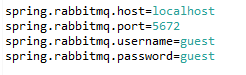 spring.rabbitmq.host=localhost
spring.rabbitmq.port=5672
spring.rabbitmq.username=guest
spring.rabbitmq.password=guest